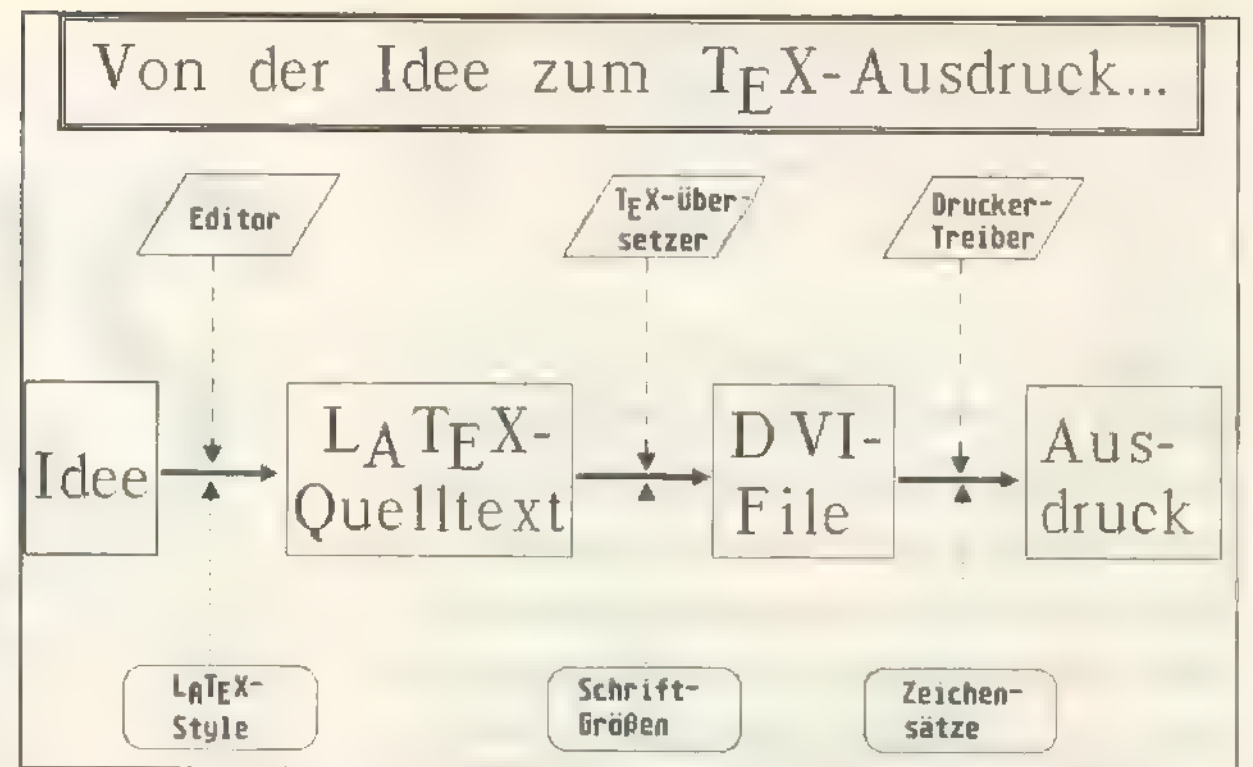 Von der Idee zum TEX-Ausdruck...
Editor
TEX-Über-
setzer
Drucker-
Treiber
Idee
LATEX-
Quelltext
DVI-
File
Aus-
druck
LATEX-
Style
Schrift-
Größen
Zeichen-
sätze